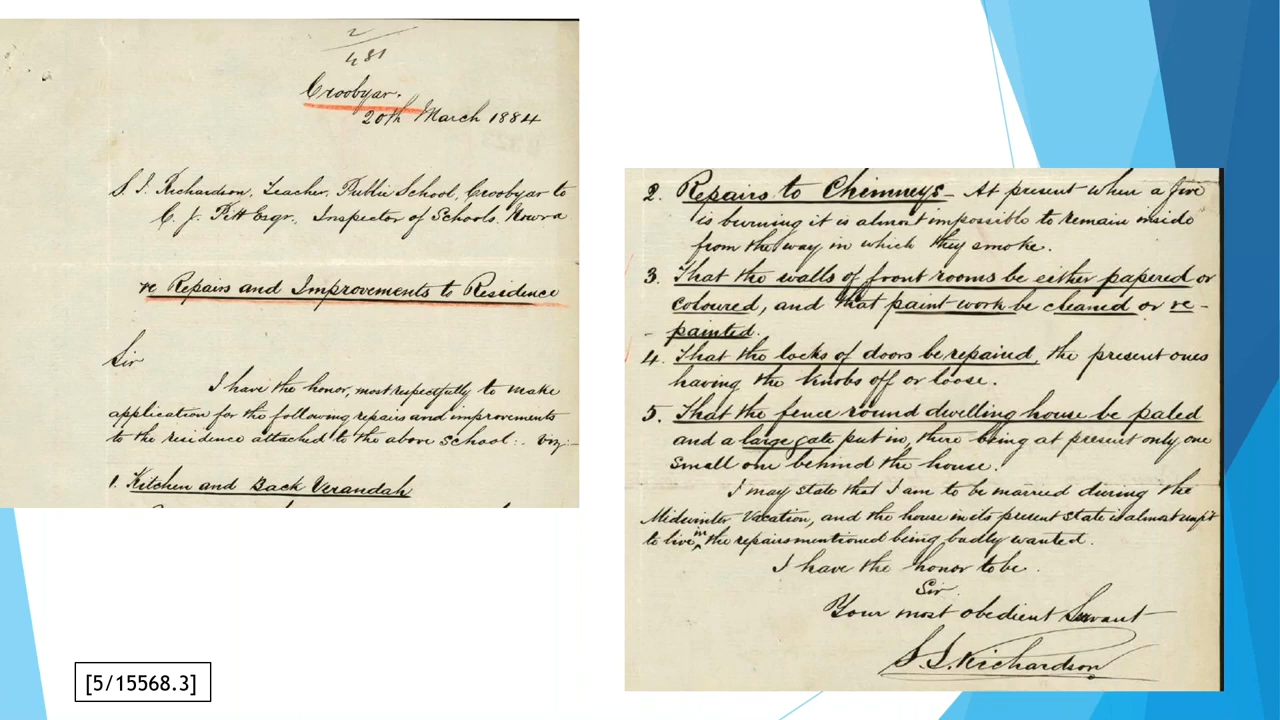 2
481
Croobyar.
20th March 1884
S. I. Richardson, Teacher, Public School, Croobyar to
C. J. Pitt Esqr., Inspector of Schools. Nowra
re Repairs and Improvements to Residence
Sir
I have the honor, most respectfully to make
application for the following repairs and improvements
to the residence attached to the above school:- viz:-
1. Kitchen and Back Verandah
2. Repairs to Chimneys - At present when a fire
is burning it is almost impossible to remain inside
from the way in which they smoke.
3. That the walls of front rooms be either papered or
coloured, and that paint work be cleaned or re-
-painted.
4. That the locks of doors be repaired, the present ones
having the knobs off or loose.
5. That the fence round dwelling house be paled
and a large gate put in, there being at present only one
small one behind the house.
I may state that I am to be married during the
Midwinter Vacation, and the house in its present state is almost unfit
to live in, the repairs mentioned being badly wanted.
I have the honor to be.
Sir
Your most obedient Servant
S. I. Richardson
[5/15568.3]